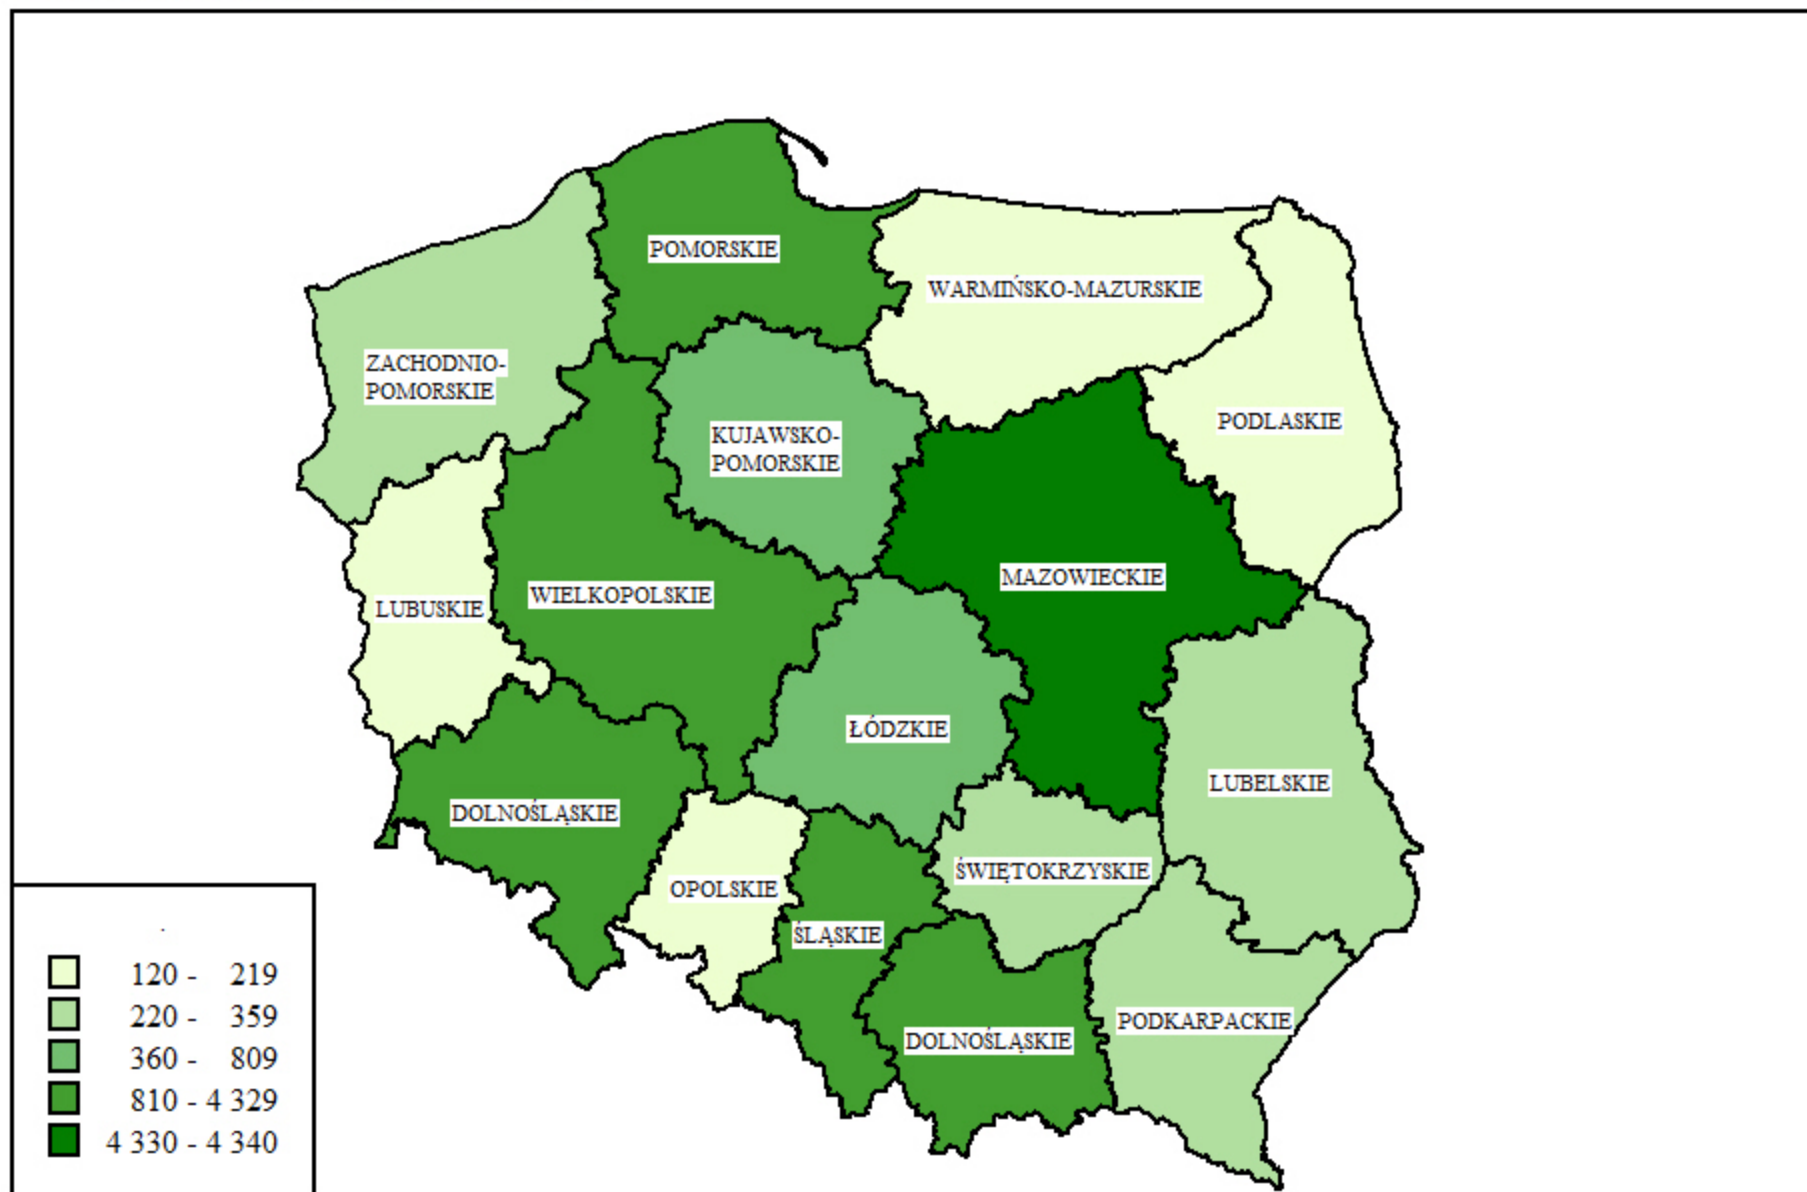 POMORSKIE
WARMIŃSKO-MAZURSKIE
ZACHODNIO-
POMORSKIE
PODLASKIE
KUJAWSKO-
POMORSKIE
MAZOWIECKIE
WIELKOPOLSKIE
LUBUSKIE
ŁÓDZKIE
LUBELSKIE
DOLNOŚLĄSKIE
ŚWIĘTOKRZYSKIE
OPOLSKIE
ŚLĄSKIE
PODKARPACKIE
DOLNOŚLĄSKIE
.
120 - 219
220 - 359
360 - 809
810 - 4 329
4 330 - 4 340